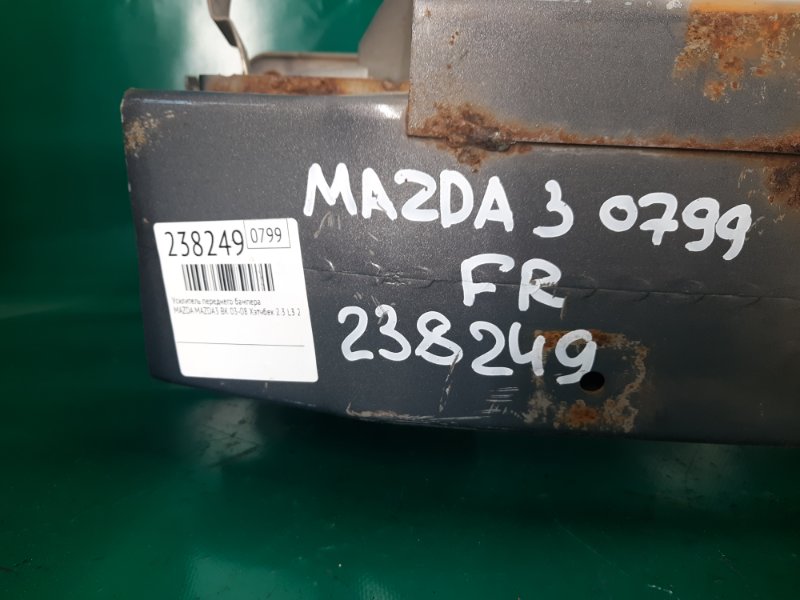 MAZDA 3 0799
FR
238249
238249 0799
Усилитель переднего бампера
MAZDA MAZDA3 BK 03-08 Хэтчбек 2.3 L3 2